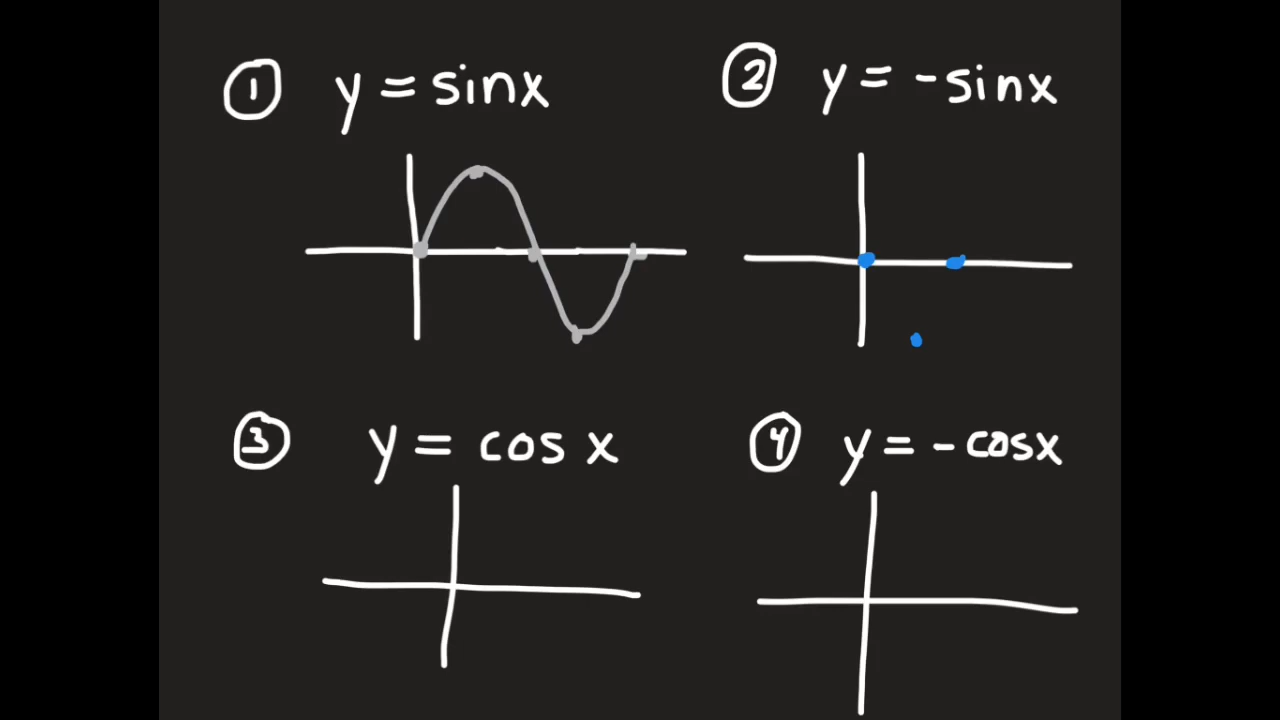 ① y = sinx
② y = -sinx
③ y = cos x
④ y = -cosx